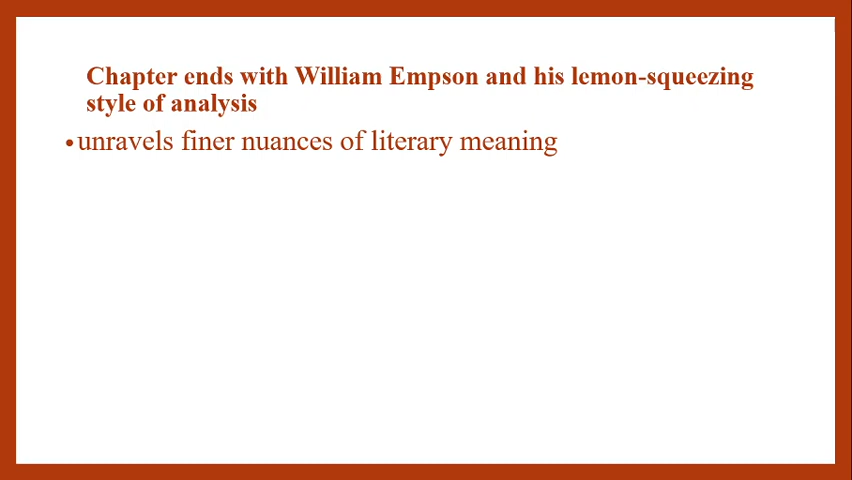 Chapter ends with William Empson and his lemon-squeezing
style of analysis
•unravels finer nuances of literary meaning